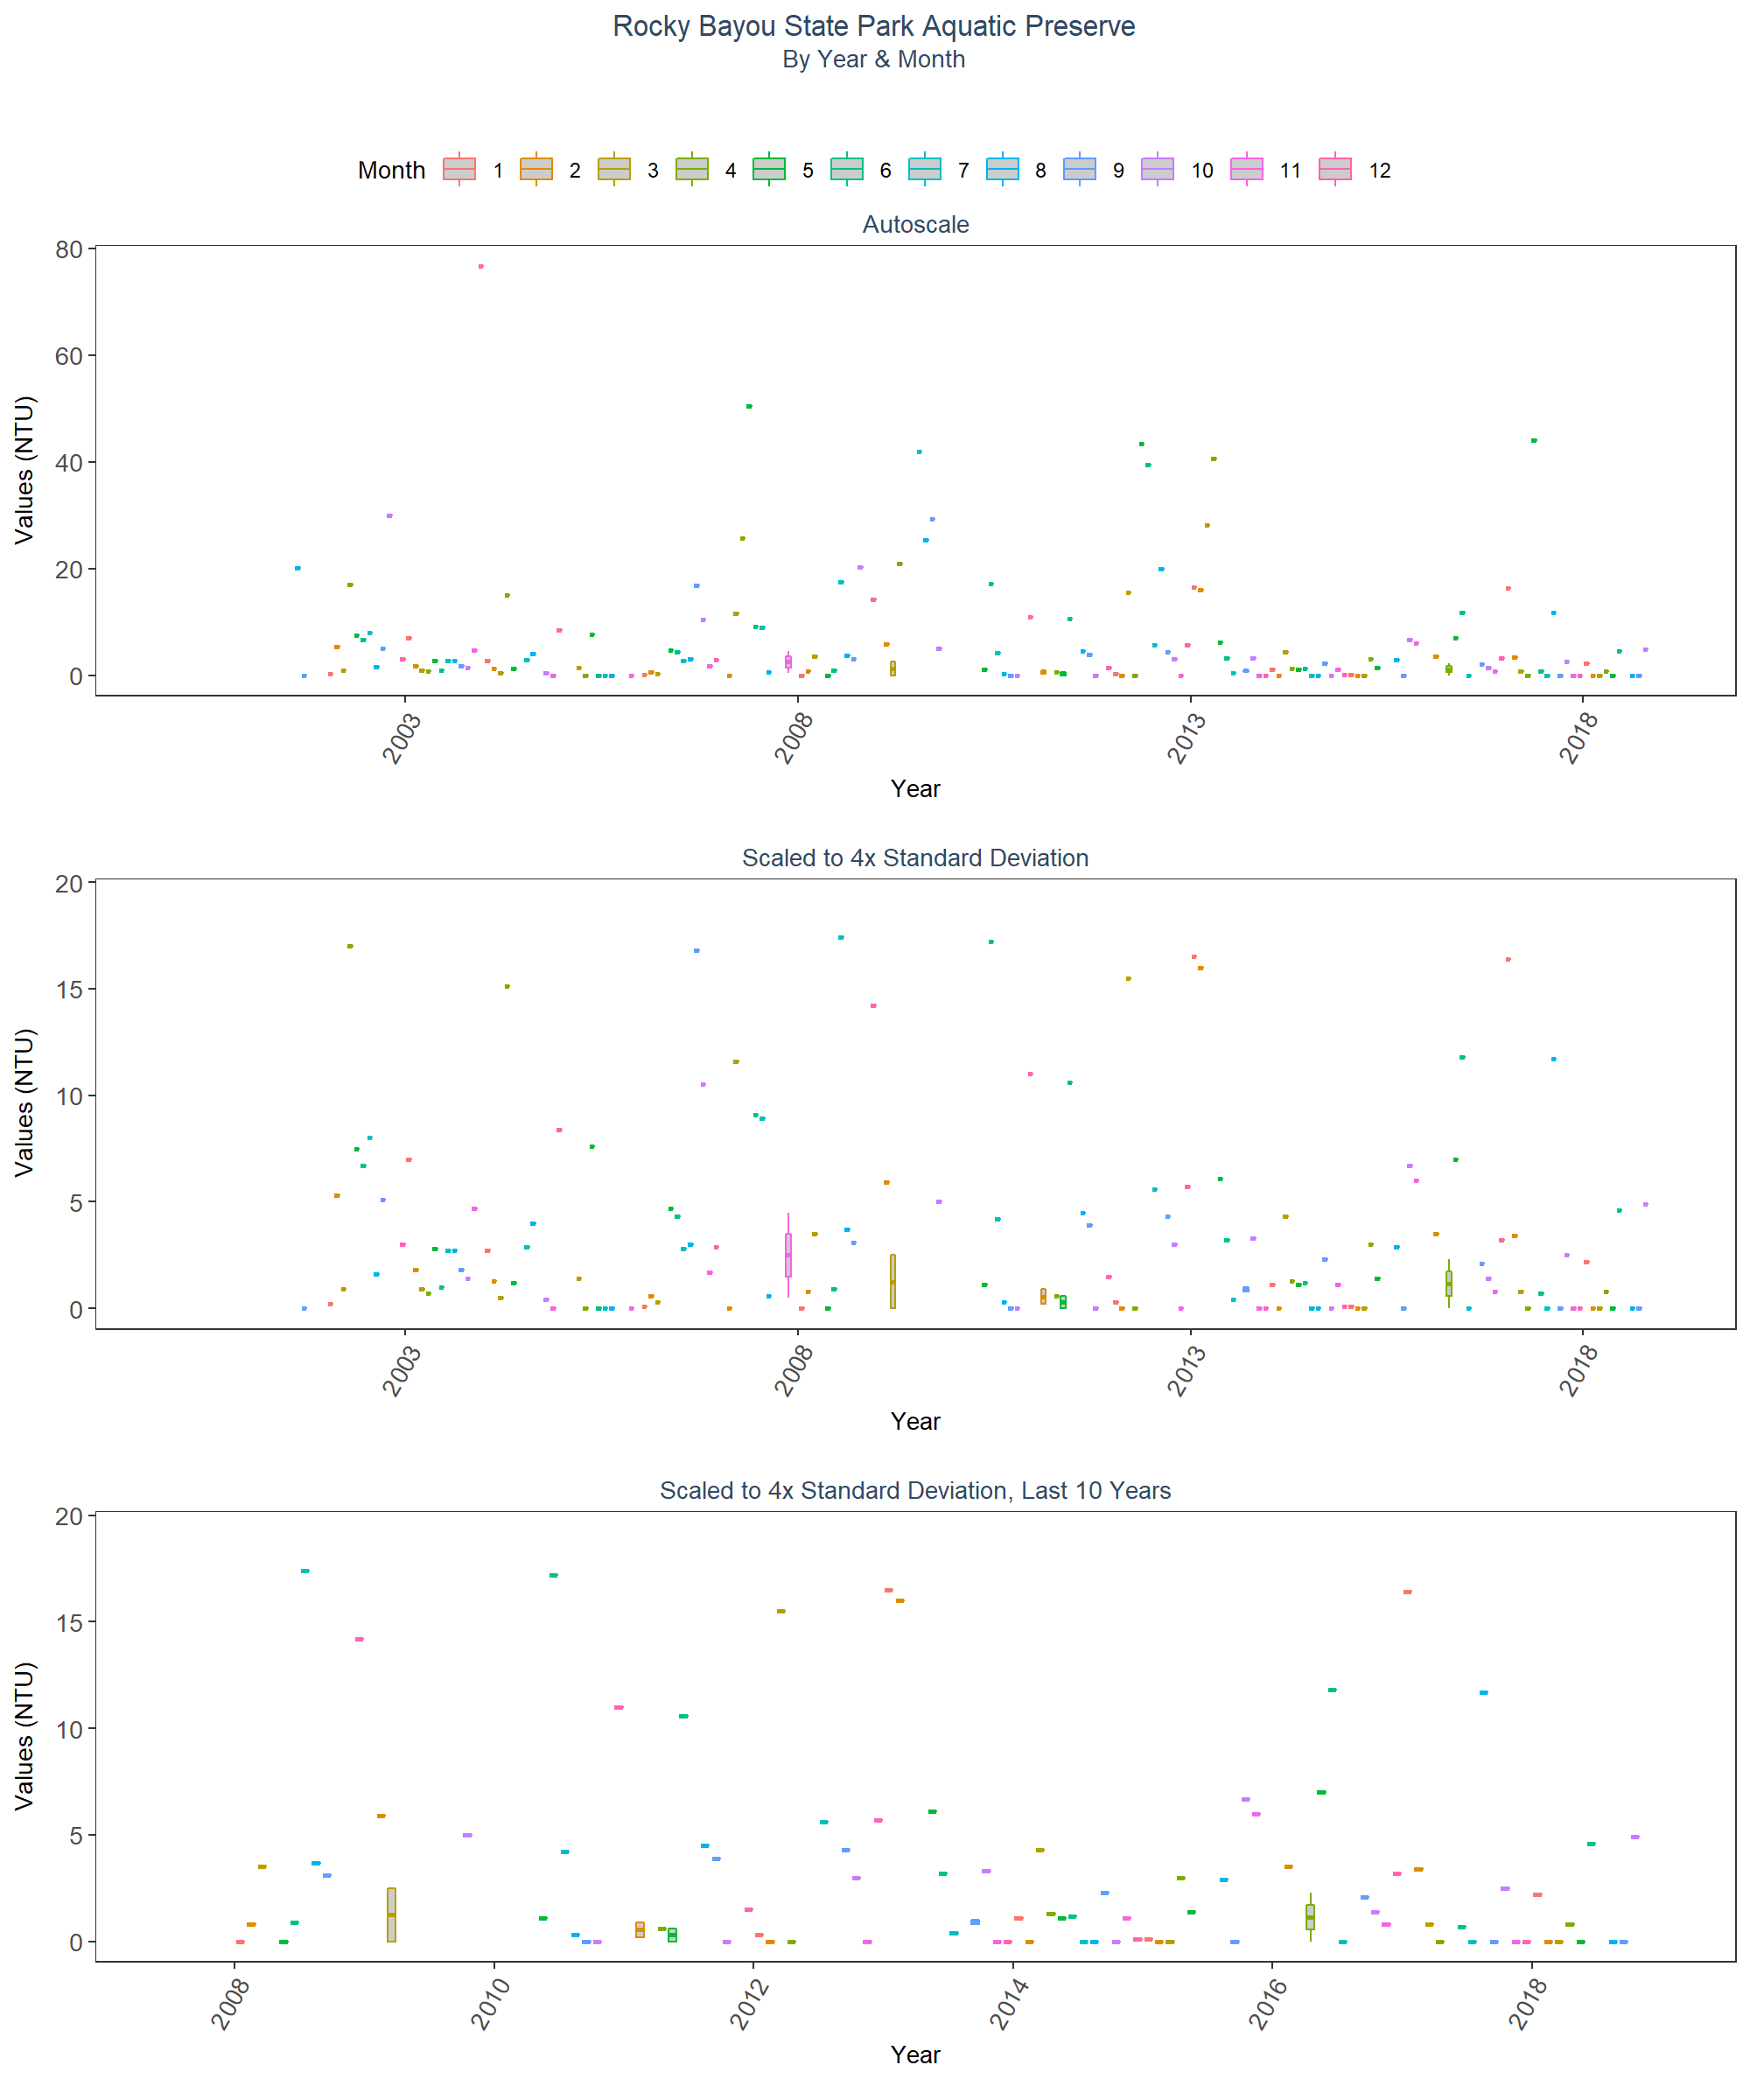 Rocky Bayou State Park Aquatic Preserve
By Year & Month
Month 1 2 3 4 5 6 7 8 9 10 11 12
Autoscale
80
60
40
20
0
Values (NTU)
2003 2008 2013 2018
Year
Scaled to 4x Standard Deviation
20
15
10
5
0
Values (NTU)
2003 2008 2013 2018
Year
Scaled to 4x Standard Deviation, Last 10 Years
20
15
10
5
0
Values (NTU)
2008 2010 2012 2014 2016 2018
Year